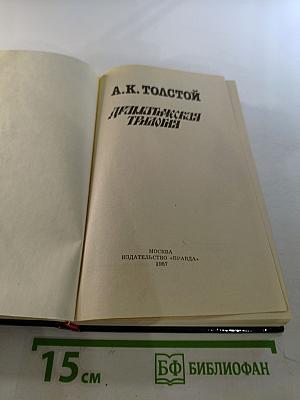 А.К.ТОЛСТОЙ
ДРАМАТИЧЕСКАЯ
ТРИЛОГИЯ
МОСКВА
ИЗДАТЕЛЬСТВО «ПРАВДА»
1987
15 см
БФ БИБЛИОФАН